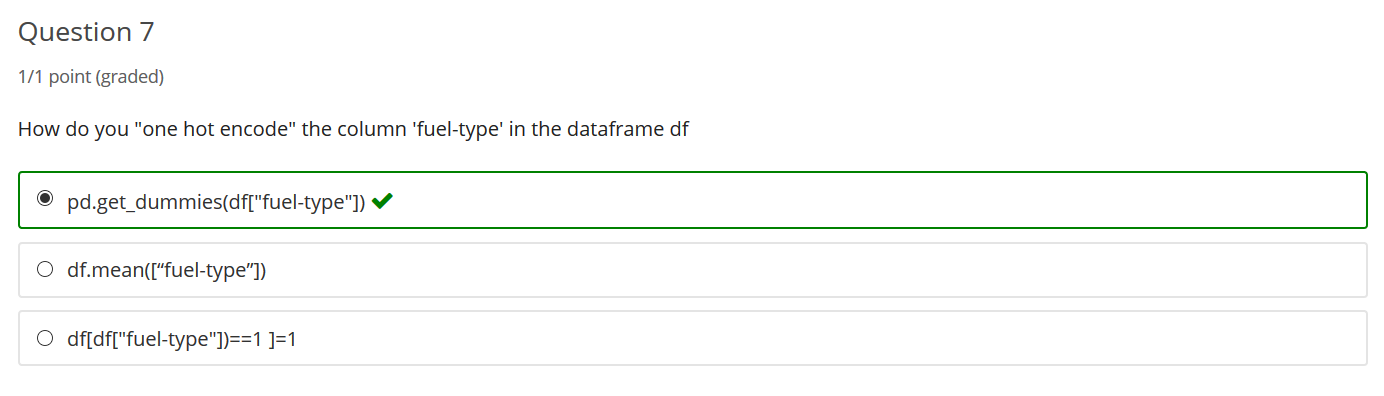 Question 7
1/1 point (graded)
How do you "one hot encode" the column 'fuel-type' in the dataframe df
pd.get_dummies(df["fuel-type"])
df.mean([“fuel-type”])
df[df["fuel-type"])==1 ]=1